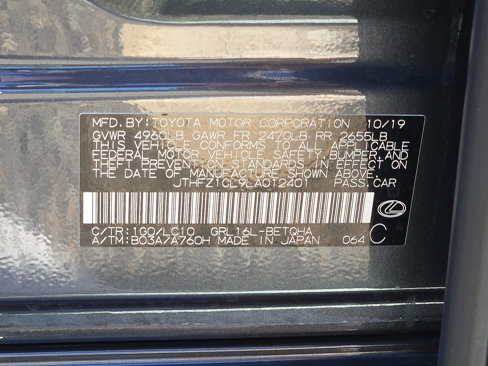 MFD. BY: TOYOTA MOTOR CORPORATION 10/19
GVWR 4960LB GAWR FR 2470LB RR 2655LB
THIS VEHICLE CONFORMS TO ALL APPLICABLE
FEDERAL MOTOR VEHICLE SAFETY, BUMPER, AND
THEFT PREVENTION STANDARDS IN EFFECT ON
THE DATE OF MANUFACTURE SHOWN ABOVE.
JTHFZ1CL9LA012401 PASS.CAR
C/TR:1G0/LC10 GRL16L-BETQHA
A/TM:B03A/A760H MADE IN JAPAN 064 C